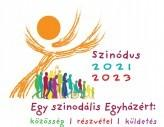 Szinódus
2021
2023
Egy szinodális Egyházért:
közösség | részvétel | küldetés